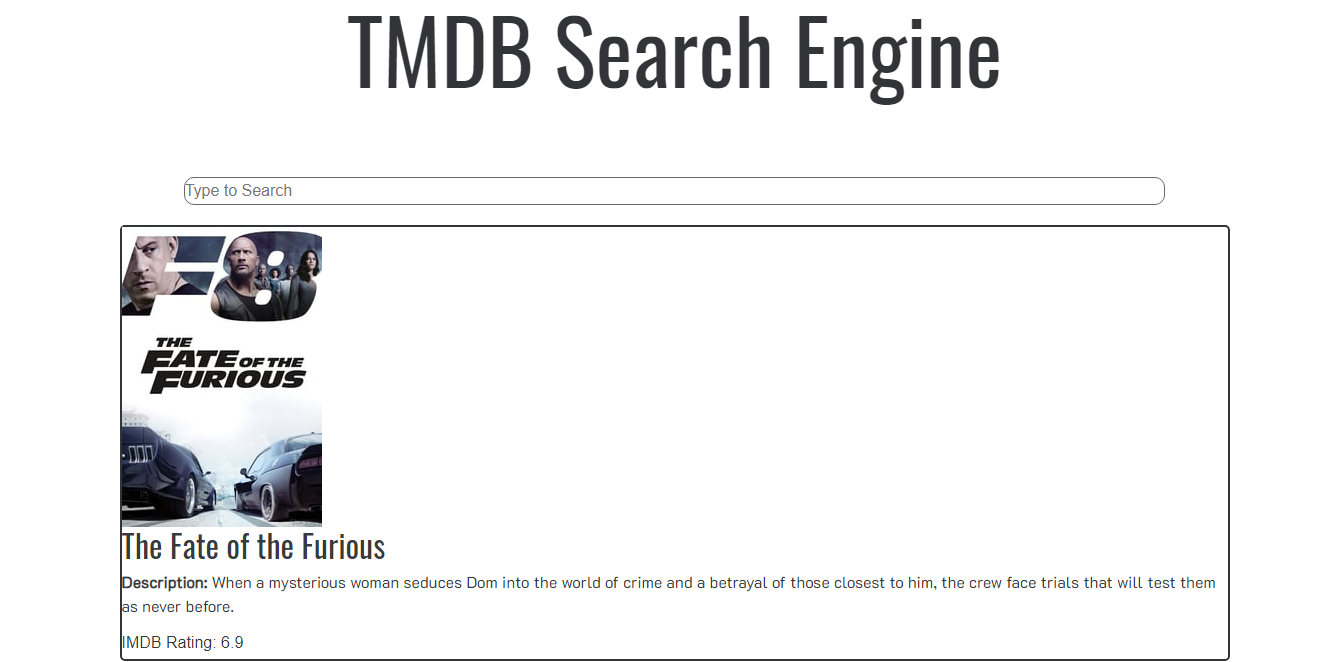 TMDB Search Engine
Type to Search
F8
THE
FATE OF THE
FURIOUS
The Fate of the Furious
Description: When a mysterious woman seduces Dom into the world of crime and a betrayal of those closest to him, the crew face trials that will test them
as never before.
IMDB Rating: 6.9